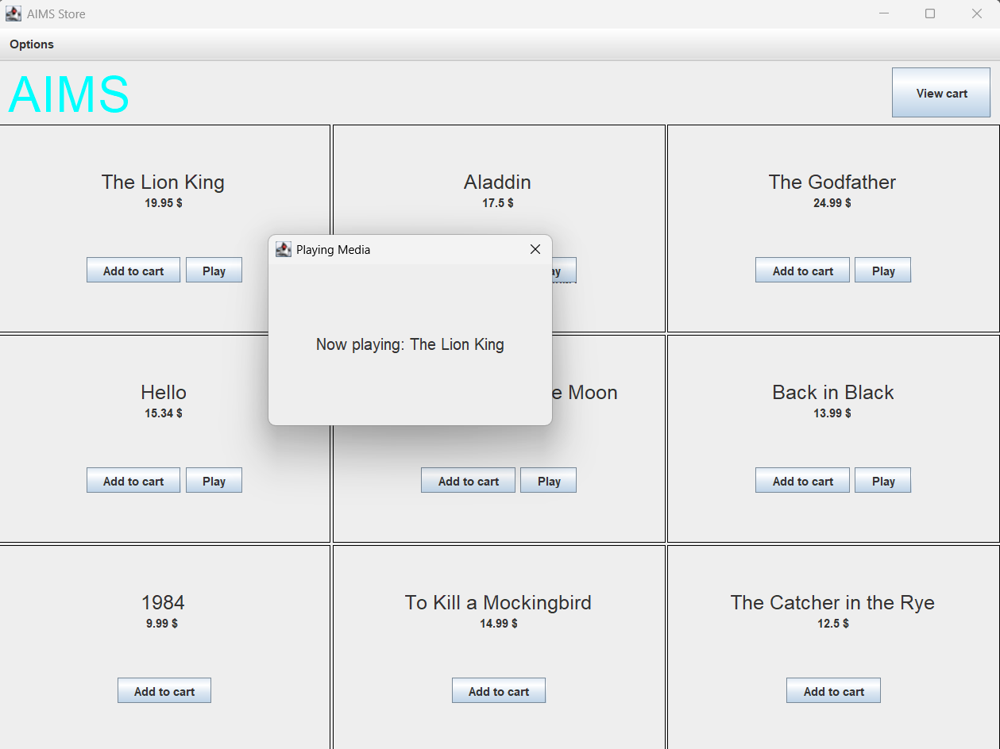 AIMS Store
Options
AIMS
View cart
The Lion King
19.95 $
Add to cart
Play
Aladdin
17.5 $
The Godfather
24.99 $
Add to cart
Play
Playing Media
Now playing: The Lion King
Hello
15.34 $
Add to cart
Play
Moon
Add to cart
Play
Back in Black
13.99 $
Add to cart
Play
1984
9.99 $
Add to cart
To Kill a Mockingbird
14.99 $
Add to cart
The Catcher in the Rye
12.5 $
Add to cart